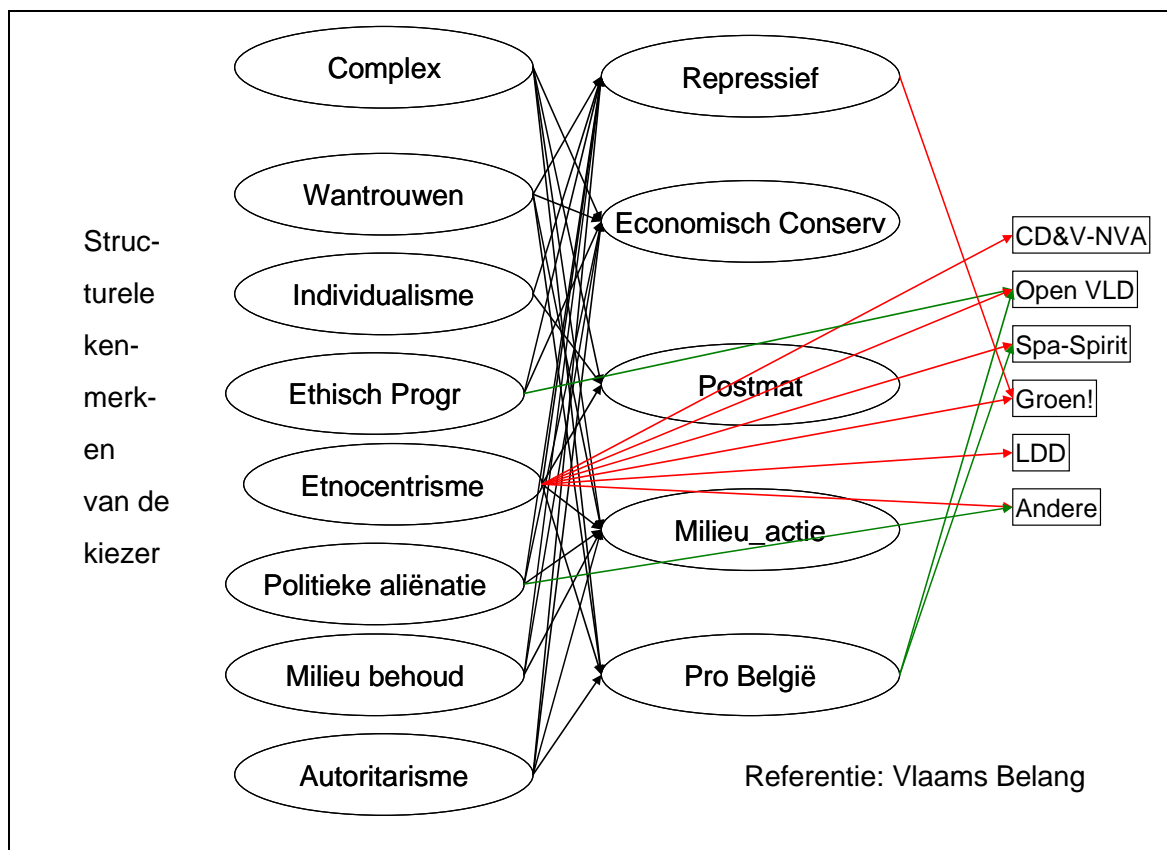 Complex
Wantrouwen
Individualisme
Ethisch Progr
Etnocentrisme
Politieke aliënatie
Milieu behoud
Autoritarisme
Struc-
turele
ken-
merk-
en
van de
kiezer
Repressief
Economisch Conserv
Postmat
Milieu_actie
Pro België
CD&V-NVA
Open VLD
Spa-Spirit
Groen!
LDD
Andere
Referentie: Vlaams Belang